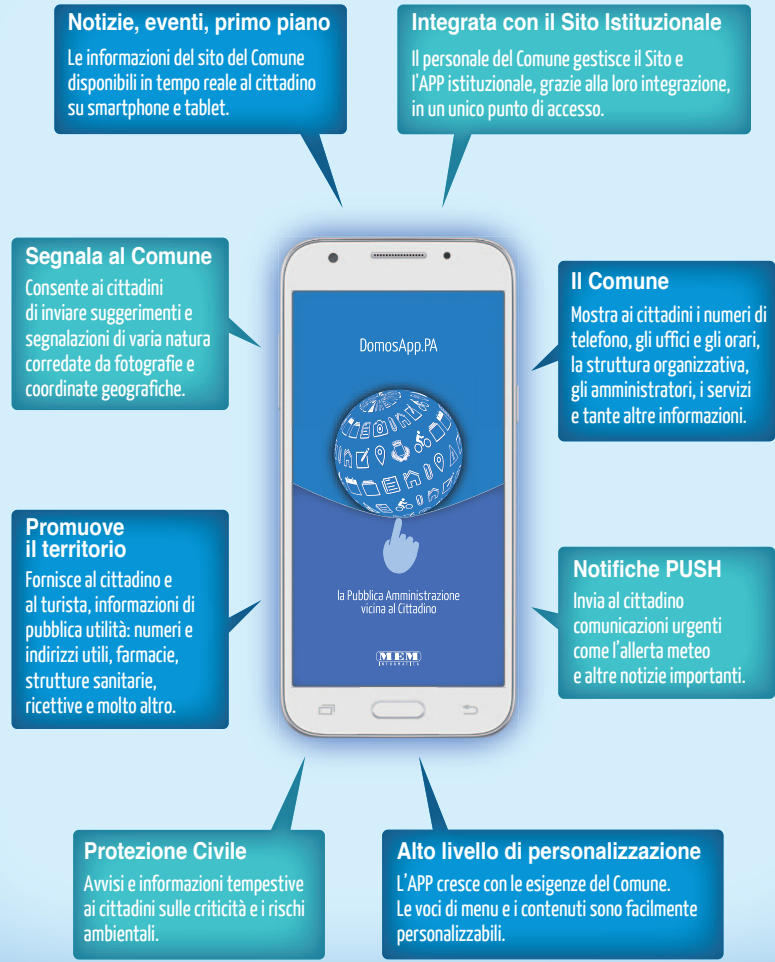 Notizie, eventi, primo piano
Le informazioni del sito del Comune
disponibili in tempo reale al cittadino
su smartphone e tablet.
Integrata con il Sito Istituzionale
Il personale del Comune gestisce il Sito e
l'APP istituzionale, grazie alla loro integrazione,
in un unico punto di accesso.
Segnala al Comune
Consente ai cittadini
di inviare suggerimenti e
segnalazioni di varia natura
corredate da fotografie e
coordinate geografiche.
Il Comune
Mostra ai cittadini i numeri di
telefono, gli uffici e gli orari,
la struttura organizzativa,
gli amministratori, i servizi
e tante altre informazioni.
DomosApp.PA
la Pubblica Amministrazione
vicina al Cittadino
MEM
INFORMATICA
Promuove
il territorio
Fornisce al cittadino e
al turista, informazioni di
pubblica utilità: numeri e
indirizzi utili, farmacie,
strutture sanitarie,
ricettive e molto altro.
Notifiche PUSH
Invia al cittadino
comunicazioni urgenti
come l'allerta meteo
e altre notizie importanti.
Protezione Civile
Avvisi e informazioni tempestive
ai cittadini sulle criticità e i rischi
ambientali.
Alto livello di personalizzazione
L'APP cresce con le esigenze del Comune.
Le voci di menu e i contenuti sono facilmente
personalizzabili.